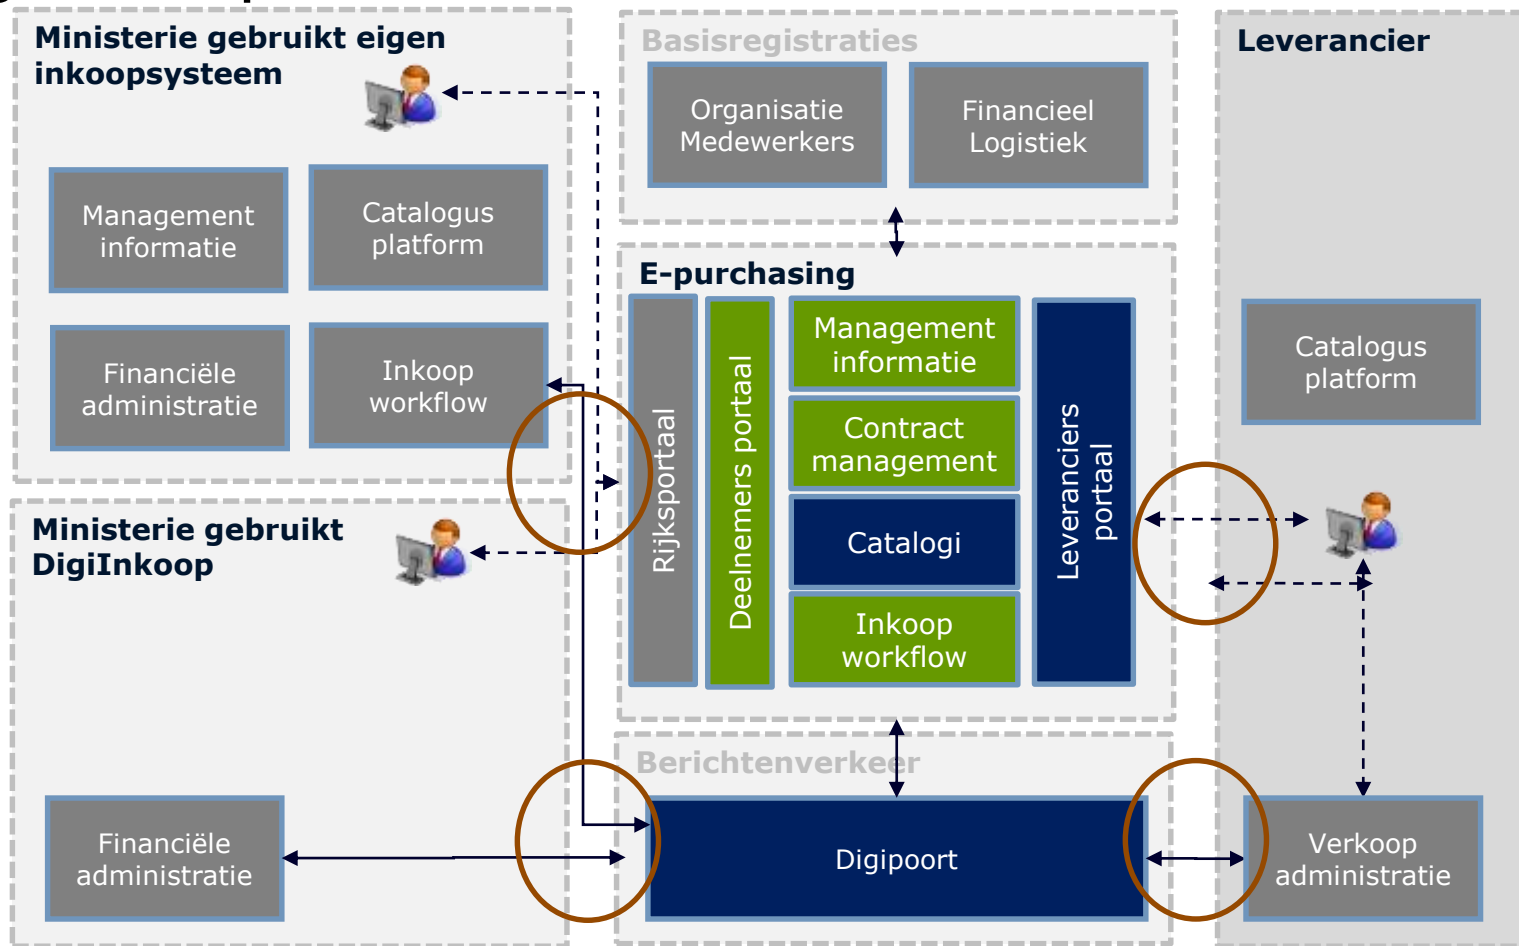 Ministerie gebruikt eigen
inkoopsysteem
Management
informatie
Catalogus
platform
Financiële
administratie
Inkoop
workflow
Ministerie gebruikt
DigiInkoop
Financiële
administratie
Basisregistraties
Organisatie
Medewerkers
Financieel
Logistiek
E-purchasing
Rijksportaal
Deelnemers portaal
Management
informatie
Contract
management
Catalogi
Inkoop
workflow
Leveranciers
portaal
Berichtenverkeer
Digipoort
Leverancier
Catalogus
platform
Verkoop
administratie